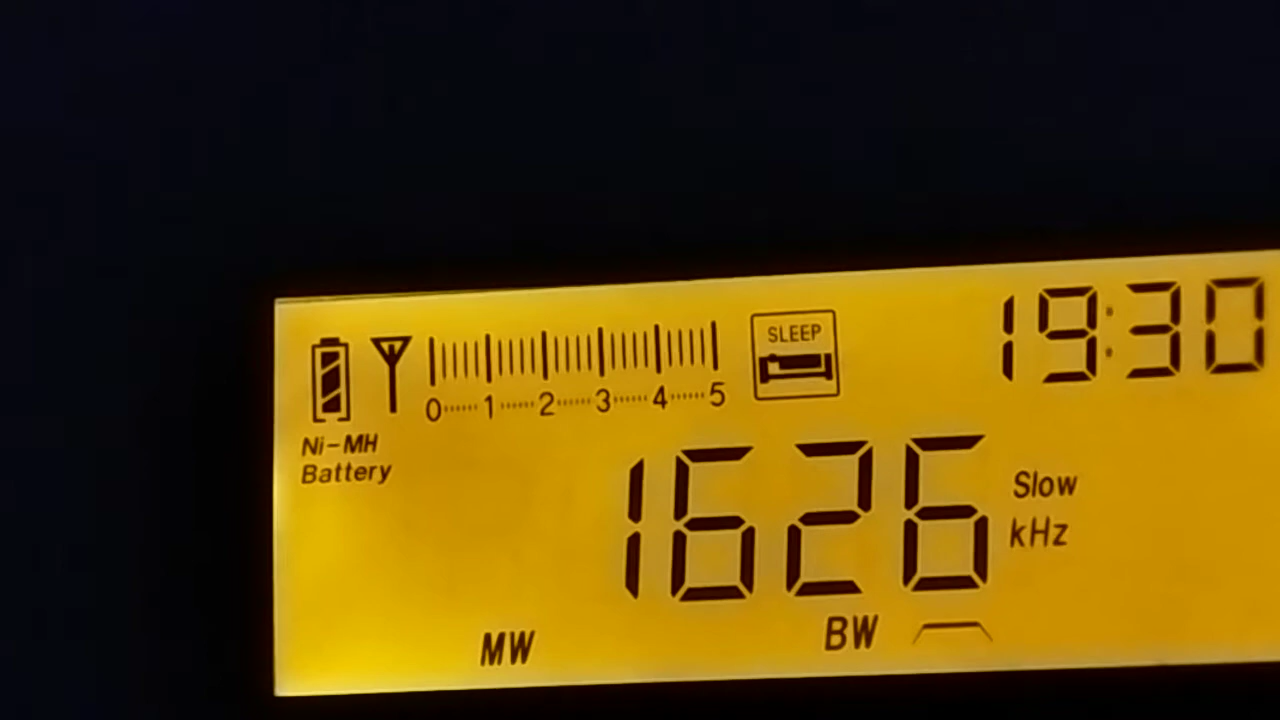 SLEEP
19:30
0 1 2 3 4 5
Ni-MH
Battery
1626
Slow
kHz
MW
BW